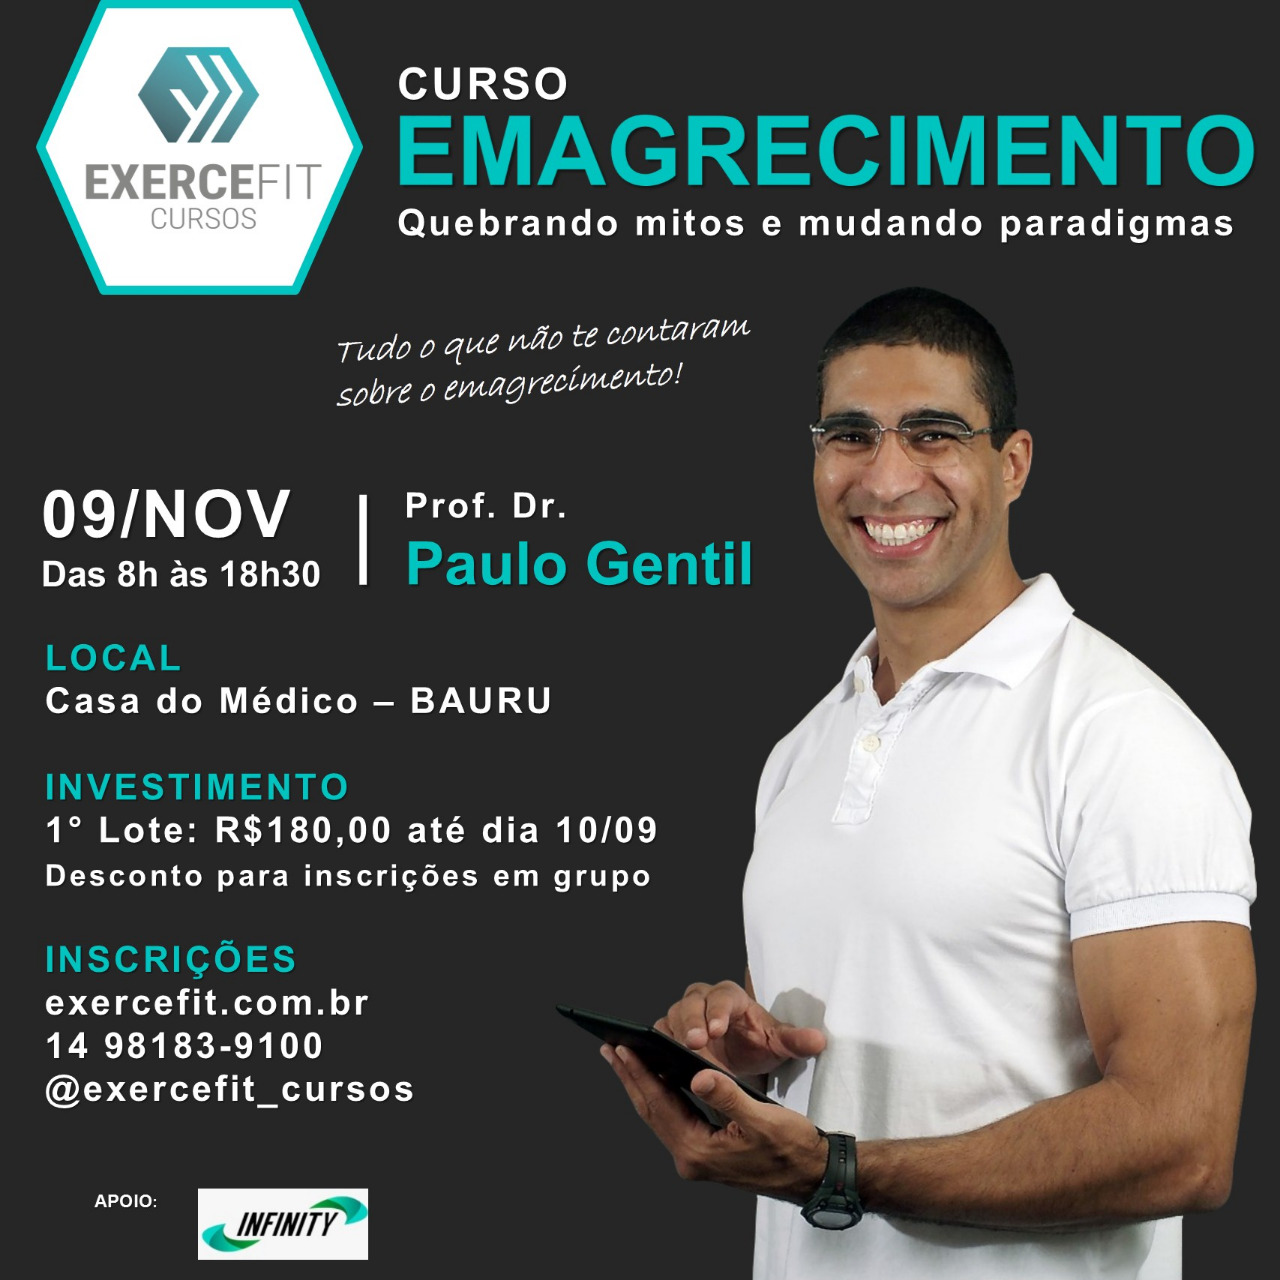 EXERCEFIT
CURSOS
CURSO
EMAGRECIMENTO
Quebrando mitos e mudando paradigmas
Tudo o que não te contaram
sobre o emagrecimento!
09/NOV
Das 8h às 18h30
Prof. Dr.
Paulo Gentil
LOCAL
Casa do Médico – BAURU
INVESTIMENTO
1° Lote: R$180,00 até dia 10/09
Desconto para inscrições em grupo
INSCRIÇÕES
exercefit.com.br
14 98183-9100
@exercefit_cursos
APOIO:
INFINITY